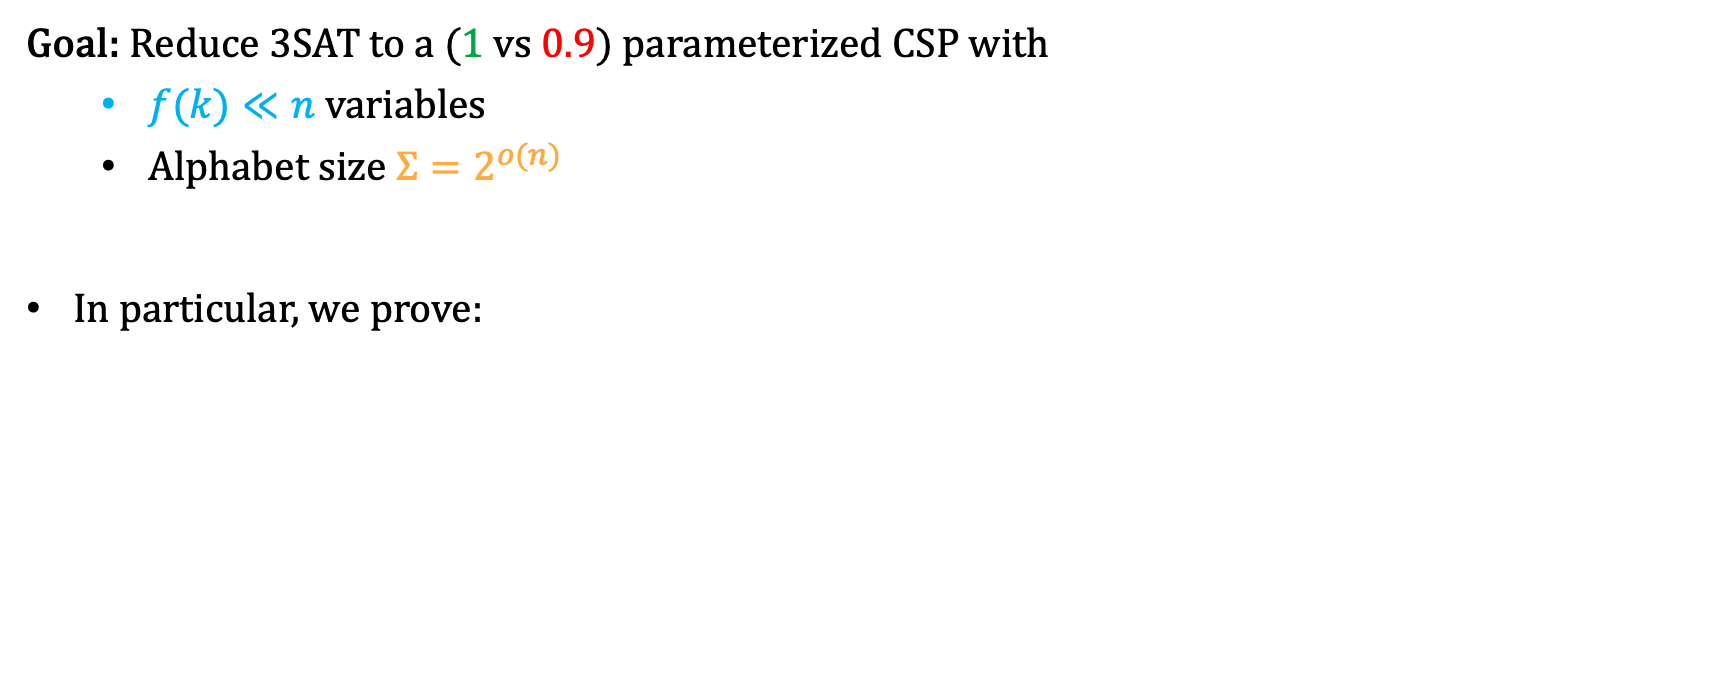 Goal: Reduce 3SAT to a (1 vs 0.9) parameterized CSP with
• f(k) ≪ n variables
• Alphabet size Σ = 2^{o(n)}
• In particular, we prove: